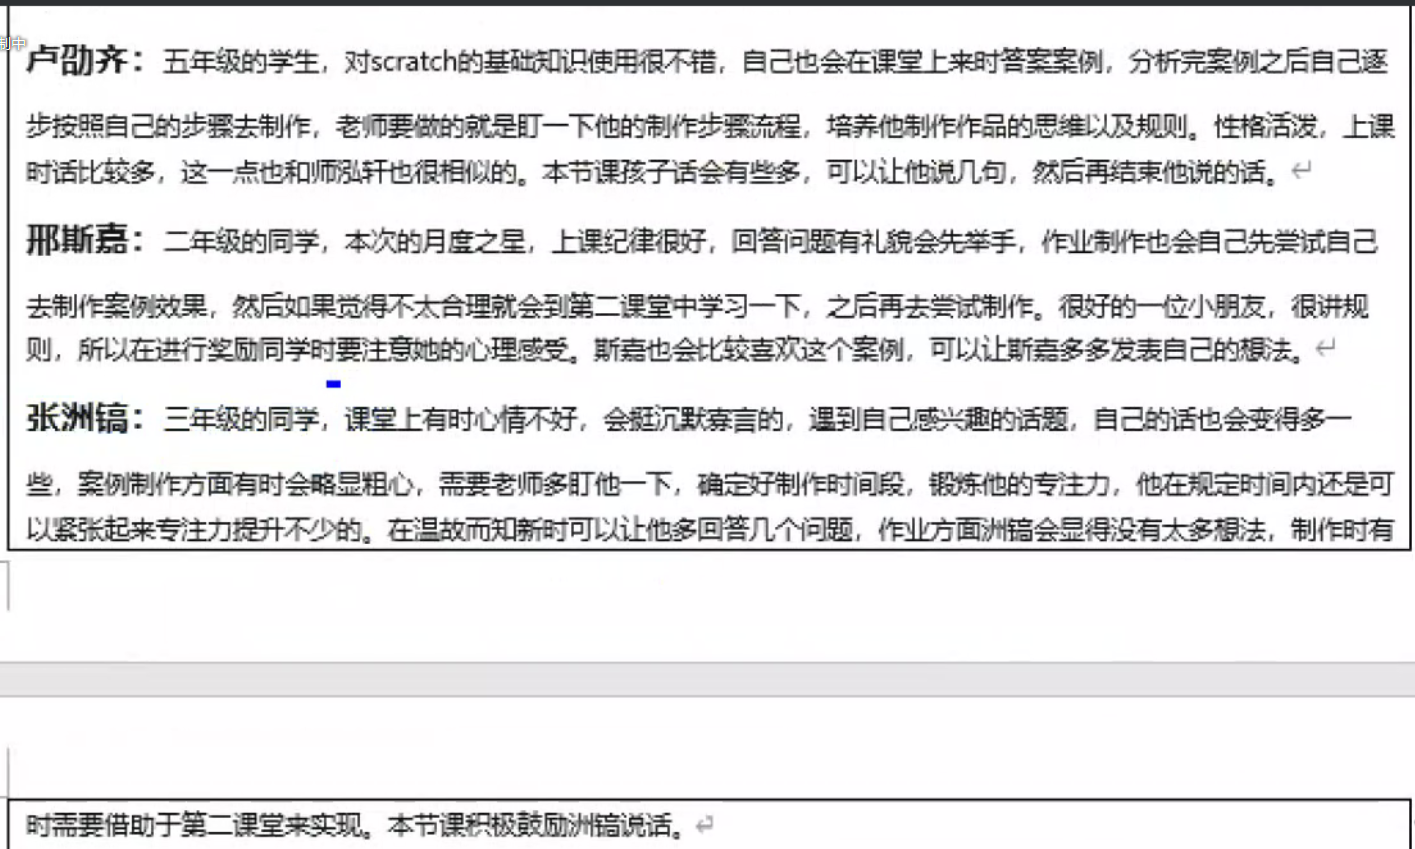 制中
卢劭齐：五年级的学生，对scratch的基础知识使用很不错，自己也会在课堂上来时答案案例，分析完案例之后自己逐
步按照自己的步骤去制作，老师要做的就是盯一下他的制作步骤流程，培养他制作作品的思维以及规则。性格活泼，上课
时话比较多，这一点也和师泓轩也很相似的。本节课孩子话会有些多，可以让他说几句，然后再结束他说的话。
邢斯嘉：二年级的同学，本次的月度之星，上课纪律很好，回答问题有礼貌会先举手，作业制作也会自己先尝试自己
去制作案例效果，然后如果觉得不太合理就会到第二课堂中学习一下，之后再去尝试制作。很好的一位小朋友，很讲规
则，所以在进行奖励同学时要注意她的心理感受。斯嘉也会比较喜欢这个案例，可以让斯嘉多多发表自己的想法。
张洲镐：三年级的同学，课堂上有时心情不好，会挺沉默寡言的，遇到自己感兴趣的话题，自己的话也会变得多一
些，案例制作方面有时会略显粗心，需要老师多盯他一下，确定好制作时间段，锻炼他的专注力，他在规定时间内还是可
以紧张起来专注力提升不少的。在温故而知新时可以让他多回答几个问题，作业方面洲镐会显得没有太多想法，制作时有
时需要借助于第二课堂来实现。本节课积极鼓励洲镐说话。